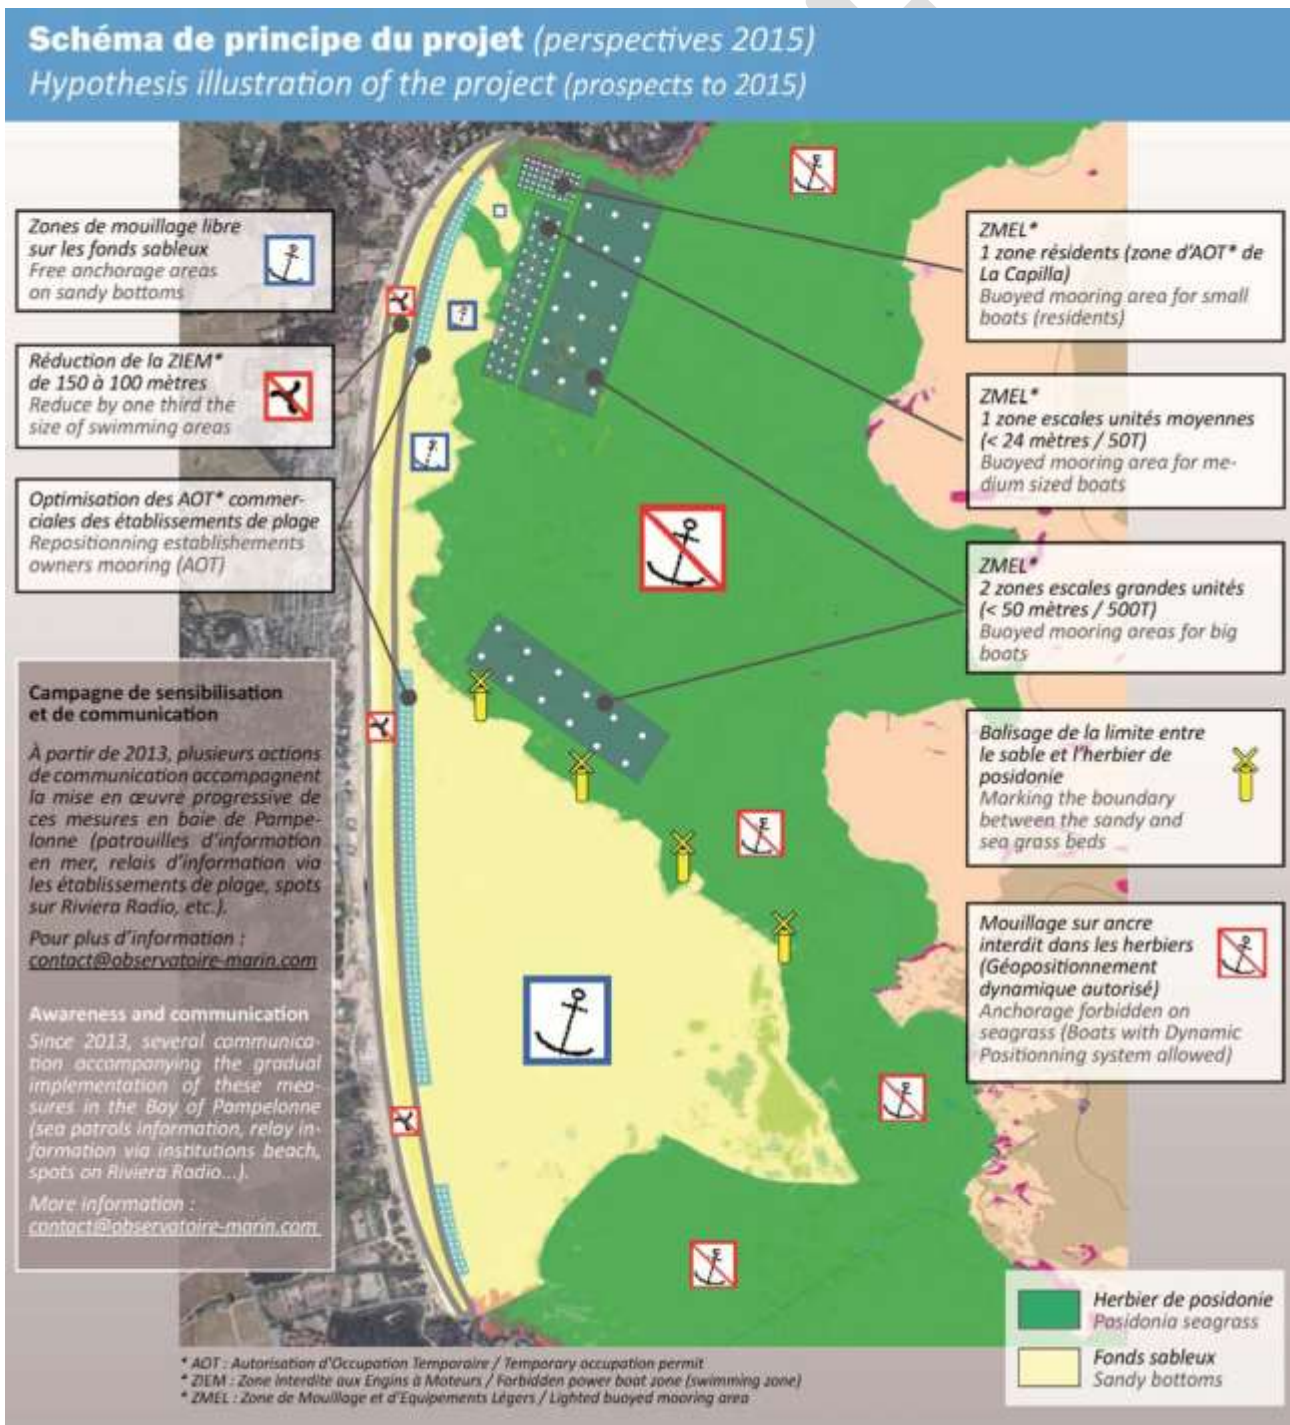 Schéma de principe du projet (perspectives 2015)
Hypothesis illustration of the project (prospects to 2015)
Zones de mouillage libre
sur les fonds sableux
Free anchorage areas
on sandy bottoms
Réduction de la ZIEM*
de 150 à 100 mètres
Reduce by one third the
size of swimming areas
Optimisation des AOT* commer-
ciales des établissements de plage
Repositionning establishements
owners mooring (AOT)
Campagne de sensibilisation
et de communication
À partir de 2013, plusieurs actions
de communication accompagnent
la mise en œuvre progressive de
ces mesures en baie de Pampe-
lonne (patrouilles d'information
en mer, relais d'information via
les établissements de plage, spots
sur Riviera Radio, etc.).
Pour plus d'information :
contact@observatoire-marin.com
Awareness and communication
Since 2013, several communica-
tion accompanying the gradual
implementation of these mea-
sures in the Bay of Pampelonne
(sea patrols information, relay in-
formation via institutions beach,
spots on Riviera Radio...).
More information :
contact@observatoire-marin.com
ZMEL*
1 zone résidents (zone d'AOT* de
La Capilla)
Buoyed mooring area for small
boats (residents)
ZMEL*
1 zone escales unités moyennes
(< 24 mètres / 50T)
Buoyed mooring area for me-
dium sized boats
ZMEL*
2 zones escales grandes unités
(< 50 mètres / 500T)
Buoyed mooring areas for big
boats
Balisage de la limite entre
le sable et l'herbier de
posidonie
Marking the boundary
between the sandy and
sea grass beds
Mouillage sur ancre
interdit dans les herbiers
(Géopositionnement
dynamique autorisé)
Anchorage forbidden on
seagrass (Boats with Dynamic
Positionning system allowed)
Herbier de posidonie
Posidonia seagrass
Fonds sableux
Sandy bottoms
* AOT : Autorisation d'Occupation Temporaire / Temporary occupation permit
* ZIEM : Zone Interdite aux Engins à Moteurs / Forbidden power boat zone (swimming zone)
* ZMEL : Zone de Mouillage et d'Equipements Légers / Lighted buoyed mooring area